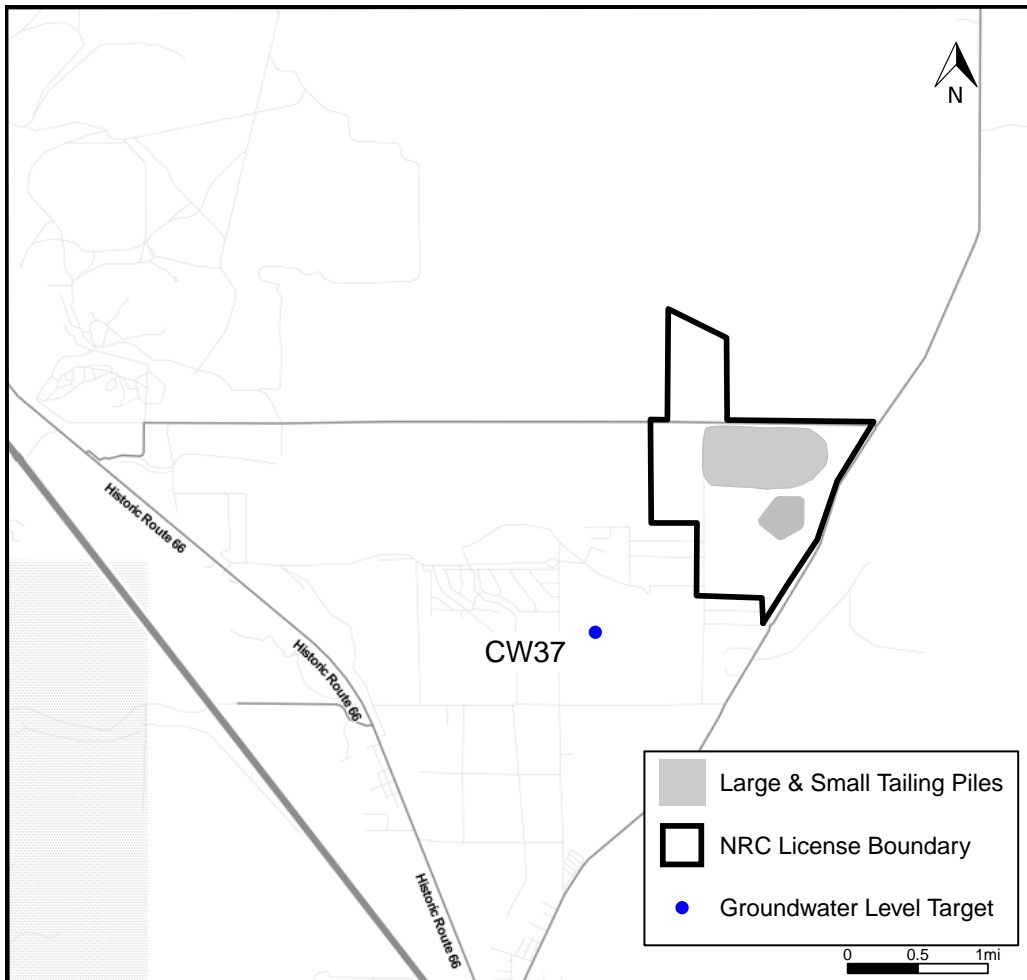 N
Historic Route 66
Historic Route 66
CW37
Historic Route 66
Large & Small Tailing Piles
NRC License Boundary
Groundwater Level Target
0 0.5 1mi